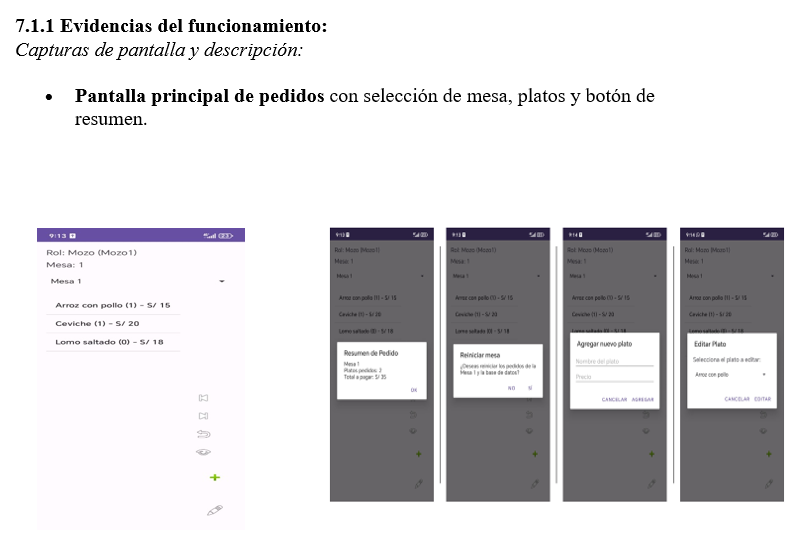 7.1.1 Evidencias del funcionamiento:
Capturas de pantalla y descripción:
• Pantalla principal de pedidos con selección de mesa, platos y botón de
resumen.
9:13
Rol: Mozo (Mozo1)
Mesa: 1
Mesa 1
Arroz con pollo (1) - S/ 15
Ceviche (1) - S/ 20
Lomo saltado (0) - S/ 18
9:13
Rol: Mozo (Mozo1)
Mesa: 1
Mesa 1
Arroz con pollo (1) - S/ 15
Ceviche (1) - S/ 20
Lomo saltado (0) - S/ 18
Resumen de Pedido
Mesa 1
Platos pedidos: 2
Total a pagar: S/ 35
OK
9:13
Rol: Mozo (Mozo1)
Mesa: 1
Mesa 1
Arroz con pollo (1) - S/ 15
Ceviche (1) - S/ 20
Lomo saltado (0) - S/ 18
Reiniciar mesa
¿Deseas reiniciar los pedidos de la
Mesa 1 y la base de datos?
NO SÍ
9:14
Rol: Mozo (Mozo1)
Mesa: 1
Mesa 1
Arroz con pollo (1) - S/ 15
Ceviche (1) - S/ 20
Lomo saltado (0) - S/ 18
Agregar nuevo plato
Nombre del plato
Precio
CANCELAR AGREGAR
9:14
Rol: Mozo (Mozo1)
Mesa: 1
Mesa 1
Arroz con pollo (1) - S/ 15
Ceviche (1) - S/ 20
Lomo saltado (0) - S/ 18
Editar Plato
Selecciona el plato a editar:
Arroz con pollo
CANCELAR EDITAR